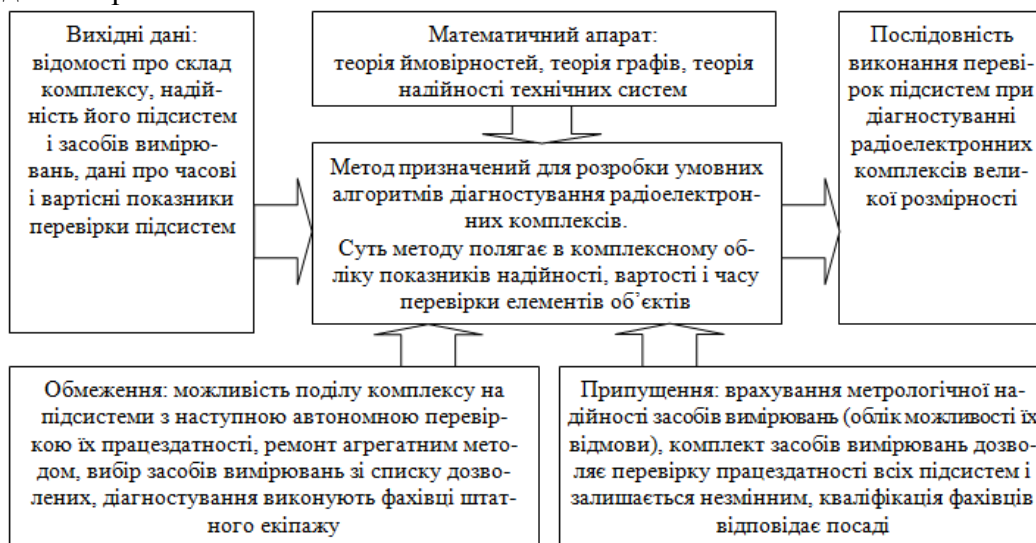 Вихідні дані:
відомості про склад
комплексу, надій-
ність його підсистем
і засобів вимірю-
вань, дані про часові
і вартісні показники
перевірки підсистем
Математичний апарат:
теорія ймовірностей, теорія графів, теорія
надійності технічних систем
Метод призначений для розробки умовних
алгоритмів діагностування радіоелектрон-
них комплексів.
Суть методу полягає в комплексному об-
ліку показників надійності, вартості і часу
перевірки елементів об’єктів
Послідовність
виконання переві-
рок підсистем при
діагностуванні
радіоелектронних
комплексів вели-
кої розмірності
Обмеження: можливість поділу комплексу на
підсистеми з наступною автономною перевір-
кою їх працездатності, ремонт агрегатним мето-
дом, вибір засобів вимірювань зі списку дозво-
лених, діагностування виконують фахівці штат-
ного екіпажу
Припущення: врахування метрологічної на-
дійності засобів вимірювань (облік можливості їх
відмови), комплект засобів вимірювань дозво-
ляє перевірку працездатності всіх підсистем і
залишається незмінним, кваліфікація фахівців
відповідає посаді